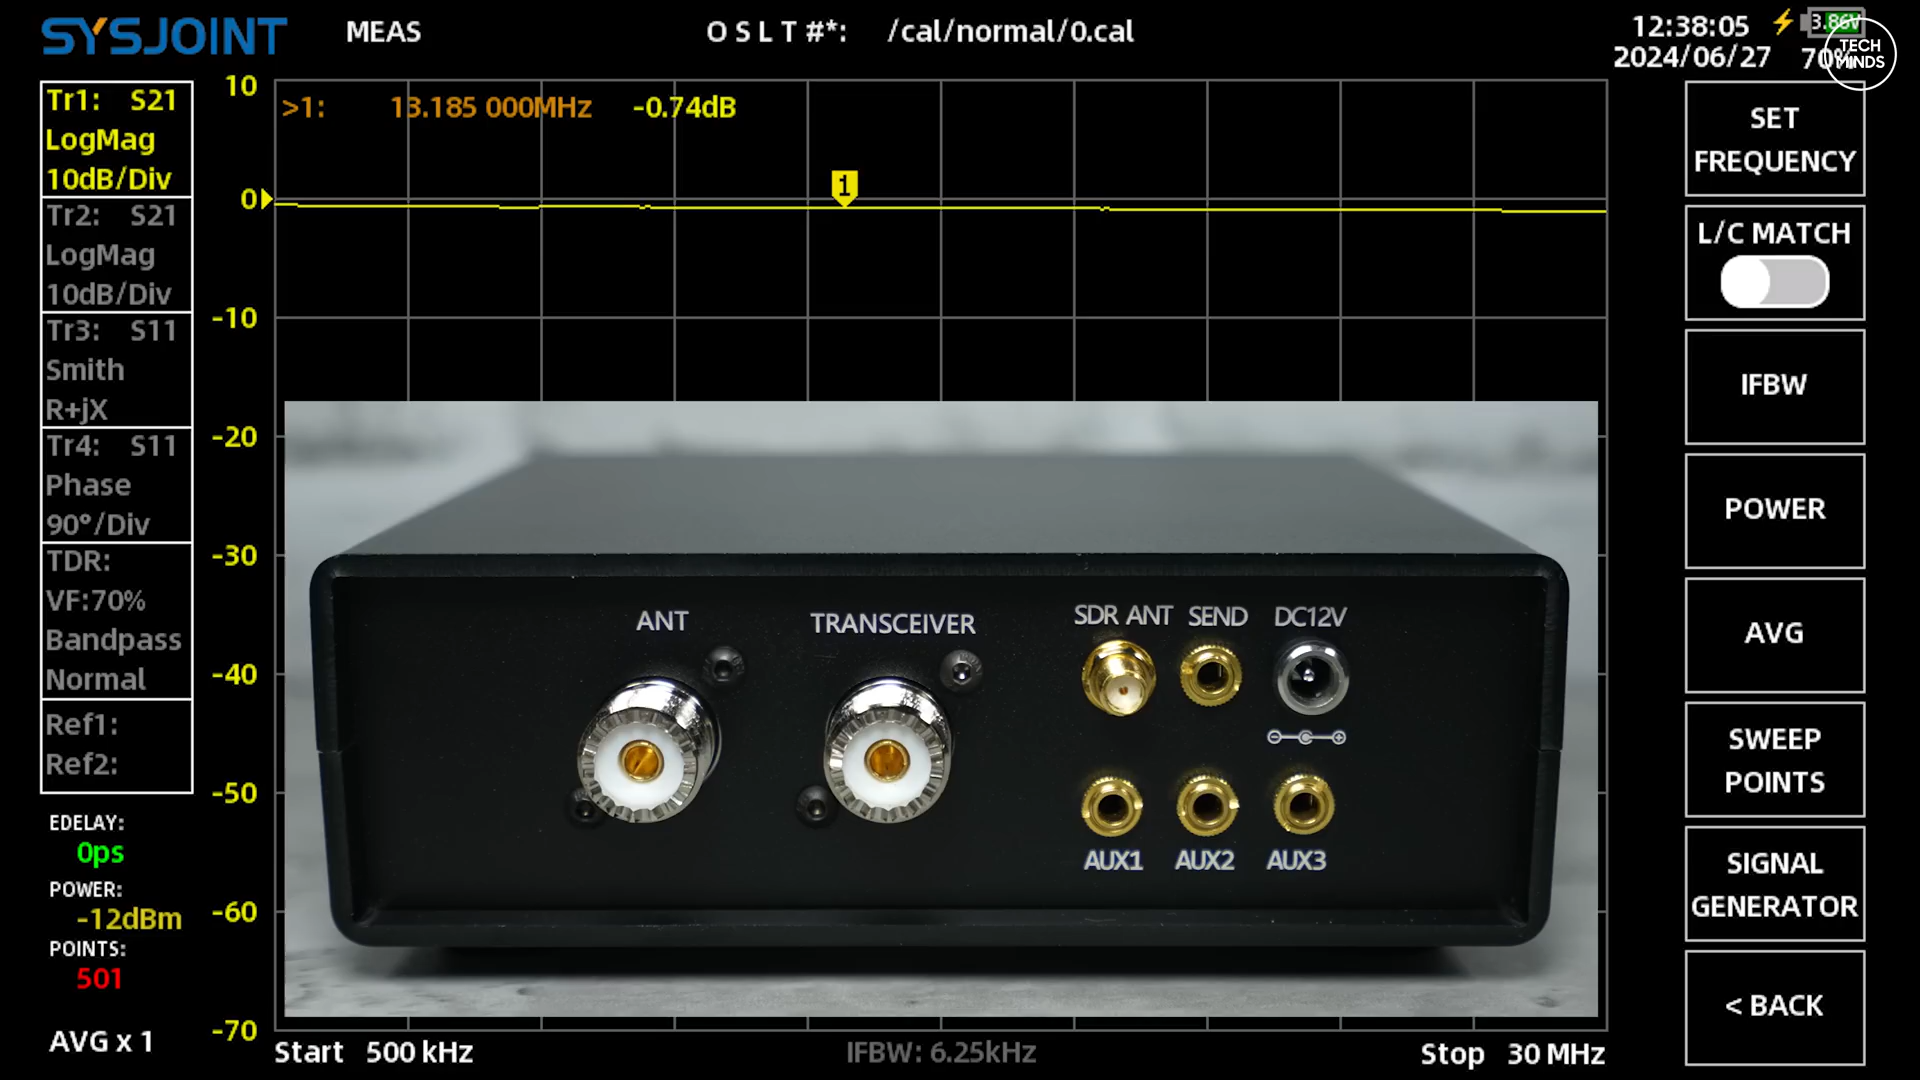 SYSJOINT
MEAS
O S L T #*: /cal/normal/0.cal
12:38:05
3.86V
2024/06/27 70%
TECH
MINDS
Tr1: S21
LogMag
10dB/Div
Tr2: S21
LogMag
10dB/Div
Tr3: S11
Smith
R+jX
Tr4: S11
Phase
90°/Div
TDR:
VF:70%
Bandpass
Normal
Ref1:
Ref2:
EDELAY:
0ps
POWER:
-12dBm
POINTS:
501
AVG x 1
10
0
-10
-20
-30
-40
-50
-60
-70
>1: 13.185 000MHz -0.74dB
1
ANT
TRANSCEIVER
SDR ANT SEND DC12V
AUX1 AUX2 AUX3
Start 500 kHz
IFBW: 6.25kHz
Stop 30 MHz
SET
FREQUENCY
L/C MATCH
IFBW
POWER
AVG
SWEEP
POINTS
SIGNAL
GENERATOR
< BACK